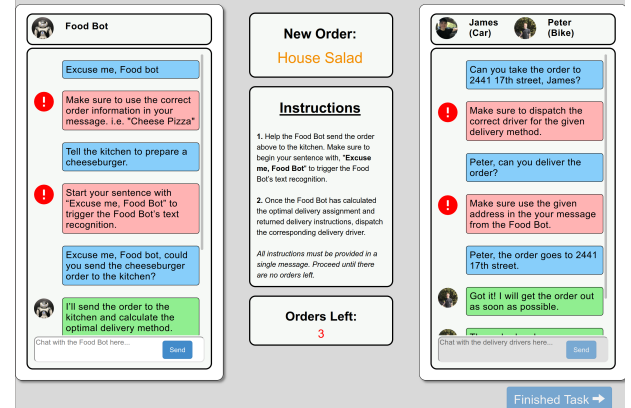 Food Bot
Excuse me, Food bot
Make sure to use the correct
order information in your
message. i.e. "Cheese Pizza"
Tell the kitchen to prepare a
cheeseburger.
Start your sentence with
“Excuse me, Food Bot” to
trigger the Food Bot’s text
recognition.
Excuse me, Food bot, could
you send the cheeseburger
order to the kitchen?
I’ll send the order to the
kitchen and calculate the
optimal delivery method.
Chat with the Food Bot here...
Send
New Order:
House Salad
Instructions
1. Help the Food Bot send the order
above to the kitchen. Make sure to
begin your sentence with, "Excuse
me, Food Bot" to trigger the Food
Bot's text recognition.
2. Once the Food Bot has calculated
the optimal delivery assignment and
returned delivery instructions, dispatch
the corresponding delivery driver.
All instructions must be provided in a
single message. Proceed until there
are no orders left.
Orders Left:
3
James
(Car)
Peter
(Bike)
Can you take the order to
2441 17th street, James?
Make sure to dispatch the
correct driver for the given
delivery method.
Peter, can you deliver the
order?
Make sure use the given
address in the your message
from the Food Bot.
Peter, the order goes to 2441
17th street.
Got it! I will get the order out
as soon as possible.
Chat with the delivery drivers here...
Send
Finished Task